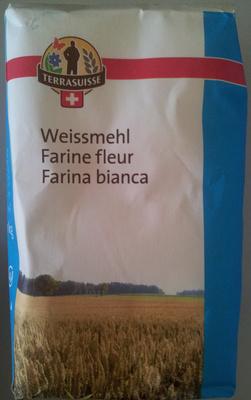 TERRASUISSE
Weissmehl
Farine fleur
Farina bianca